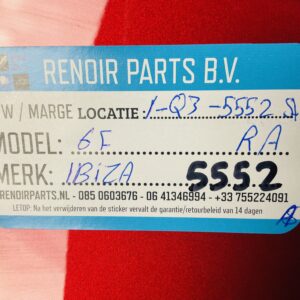 RENOIR PARTS B.V.
W / MARGE LOCATIE: 1-Q3-5552
MODEL: 6F RA
MERK: IBIZA 5552
RENOIRPARTS.NL - 085 0603676 - 06 41346994 - +33 755224091
LETOP: Na het verwijderen van de sticker vervalt de garantie/retourbeleid van 14 dagen